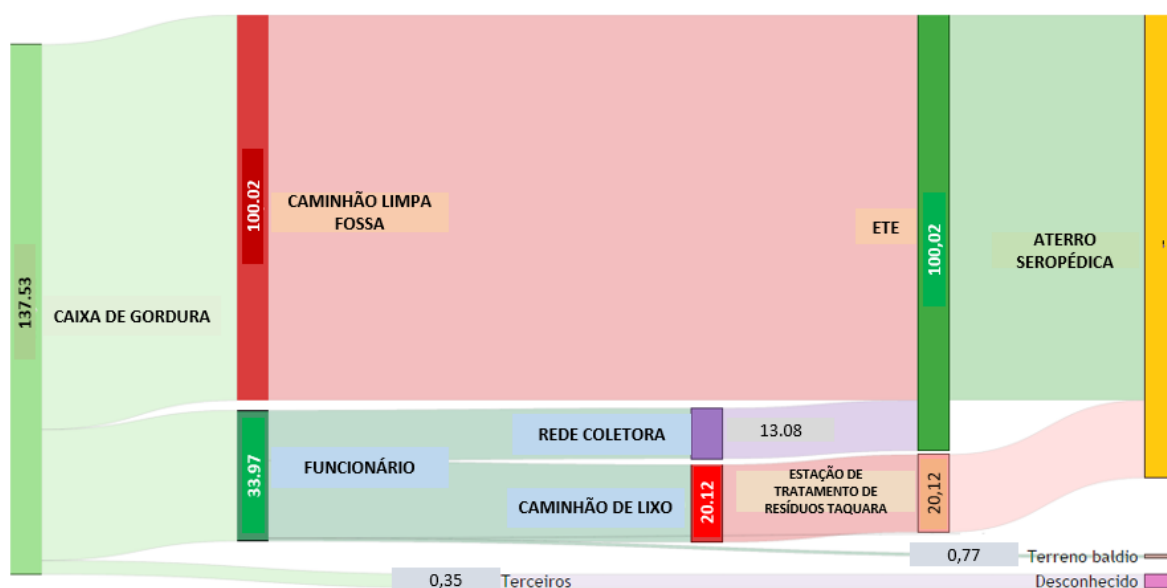 137.53
CAIXA DE GORDURA
100.02
CAMINHÃO LIMPA
FOSSA
33.97
FUNCIONÁRIO
REDE COLETORA
13.08
CAMINHÃO DE LIXO
20.12
ESTAÇÃO DE
TRATAMENTO DE
RESÍDUOS TAQUARA
20,12
ETE
100,02
ATERRO
SEROPÉDICA
0,77
Terreno baldio
0,35
Terceiros
Desconhecido